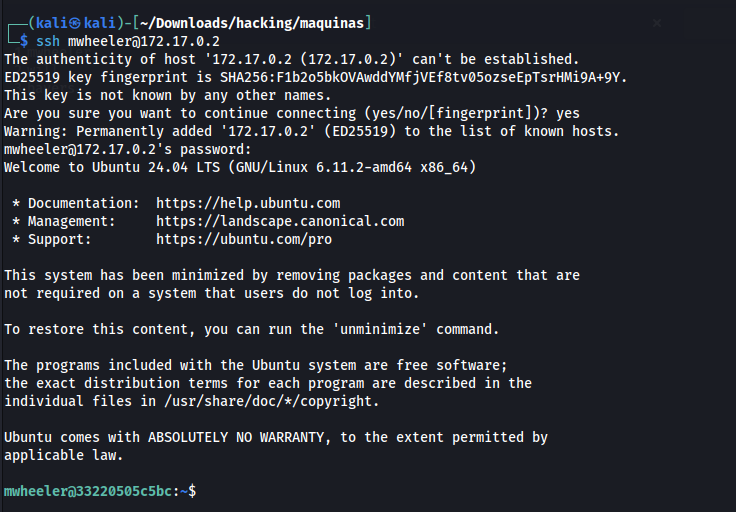 ┌──(kali㉿kali)-[~/Downloads/hacking/maquinas]
└─$ ssh mwheeler@172.17.0.2
The authenticity of host '172.17.0.2 (172.17.0.2)' can't be established.
ED25519 key fingerprint is SHA256:F1b2o5bkOVAwddYMfjVEf8tv05ozseEpTsrHMi9A+9Y.
This key is not known by any other names.
Are you sure you want to continue connecting (yes/no/[fingerprint])? yes
Warning: Permanently added '172.17.0.2' (ED25519) to the list of known hosts.
mwheeler@172.17.0.2's password:
Welcome to Ubuntu 24.04 LTS (GNU/Linux 6.11.2-amd64 x86_64)

 * Documentation:  https://help.ubuntu.com
 * Management:     https://landscape.canonical.com
 * Support:        https://ubuntu.com/pro

This system has been minimized by removing packages and content that are
not required on a system that users do not log into.

To restore this content, you can run the 'unminimize' command.

The programs included with the Ubuntu system are free software;
the exact distribution terms for each program are described in the
individual files in /usr/share/doc/*/copyright.

Ubuntu comes with ABSOLUTELY NO WARRANTY, to the extent permitted by
applicable law.

mwheeler@33220505c5bc:~$